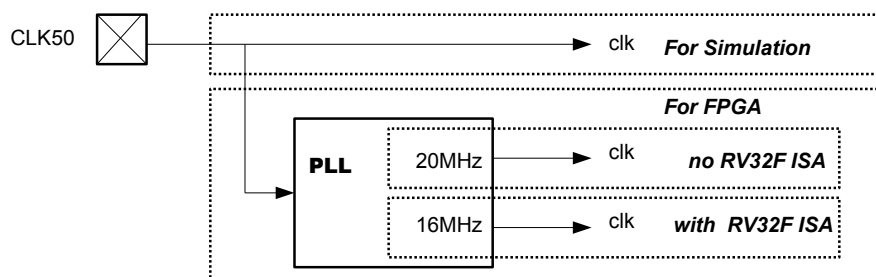 CLK50 clk For Simulation
For FPGA
PLL 20MHz clk no RV32F ISA
16MHz clk with RV32F ISA